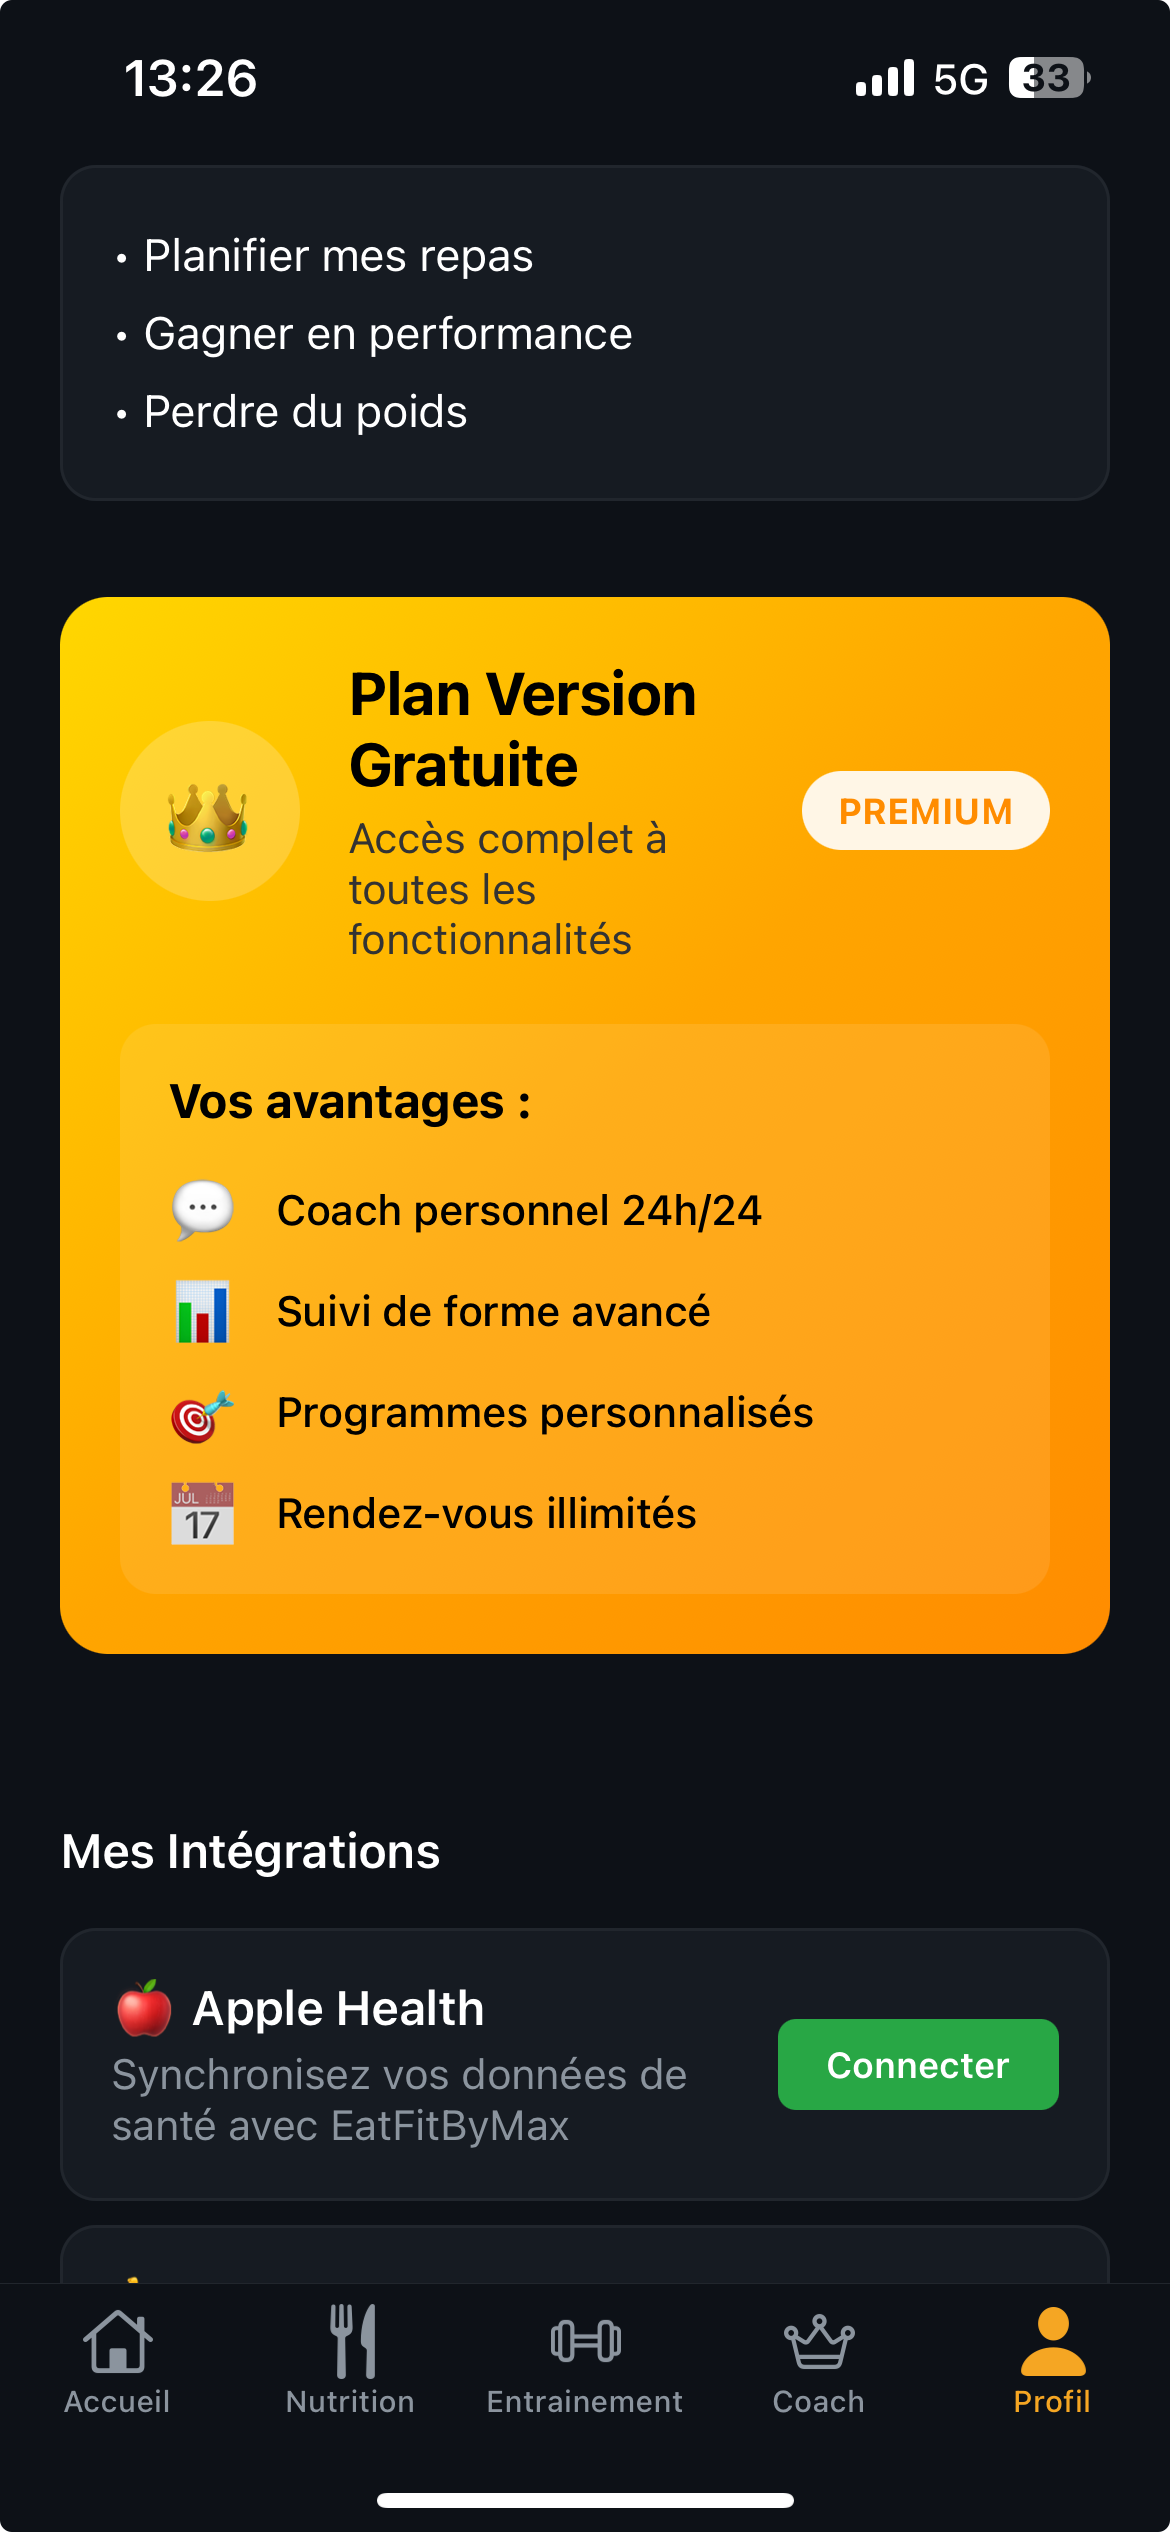 13:26
5G
33
• Planifier mes repas
• Gagner en performance
• Perdre du poids
Plan Version
Gratuite
Accès complet à
toutes les
fonctionnalités
PREMIUM
Vos avantages :
Coach personnel 24h/24
Suivi de forme avancé
Programmes personnalisés
JUL
17
Rendez-vous illimités
Mes Intégrations
Apple Health
Synchronisez vos données de
santé avec EatFitByMax
Connecter
Accueil
Nutrition
Entrainement
Coach
Profil